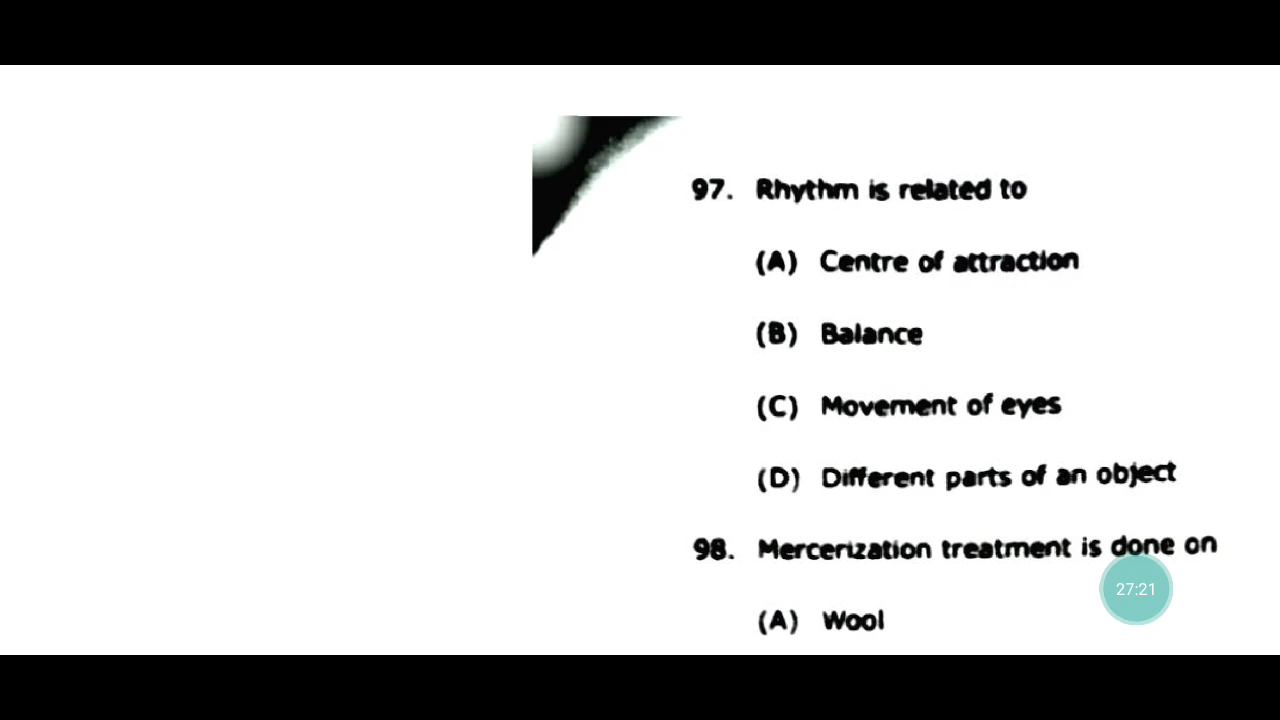 97. Rhythm is related to
(A) Centre of attraction
(B) Balance
(C) Movement of eyes
(D) Different parts of an object
98. Mercerization treatment is done on
27:21
(A) Wool